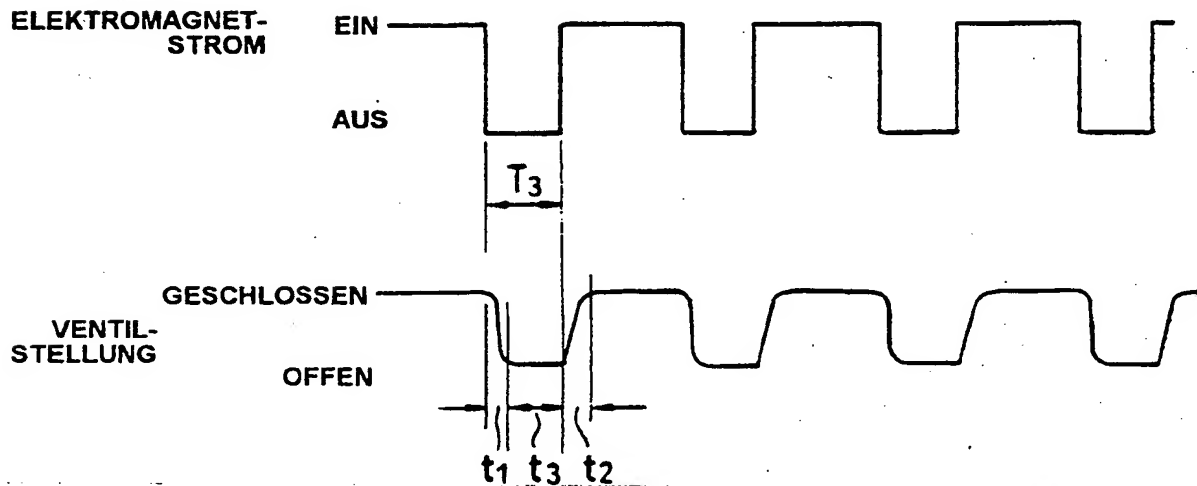 ELEKTROMAGNET-
STROM
EIN
AUS
T3
GESCHLOSSEN
VENTIL-
STELLUNG
OFFEN
t1 t3 t2